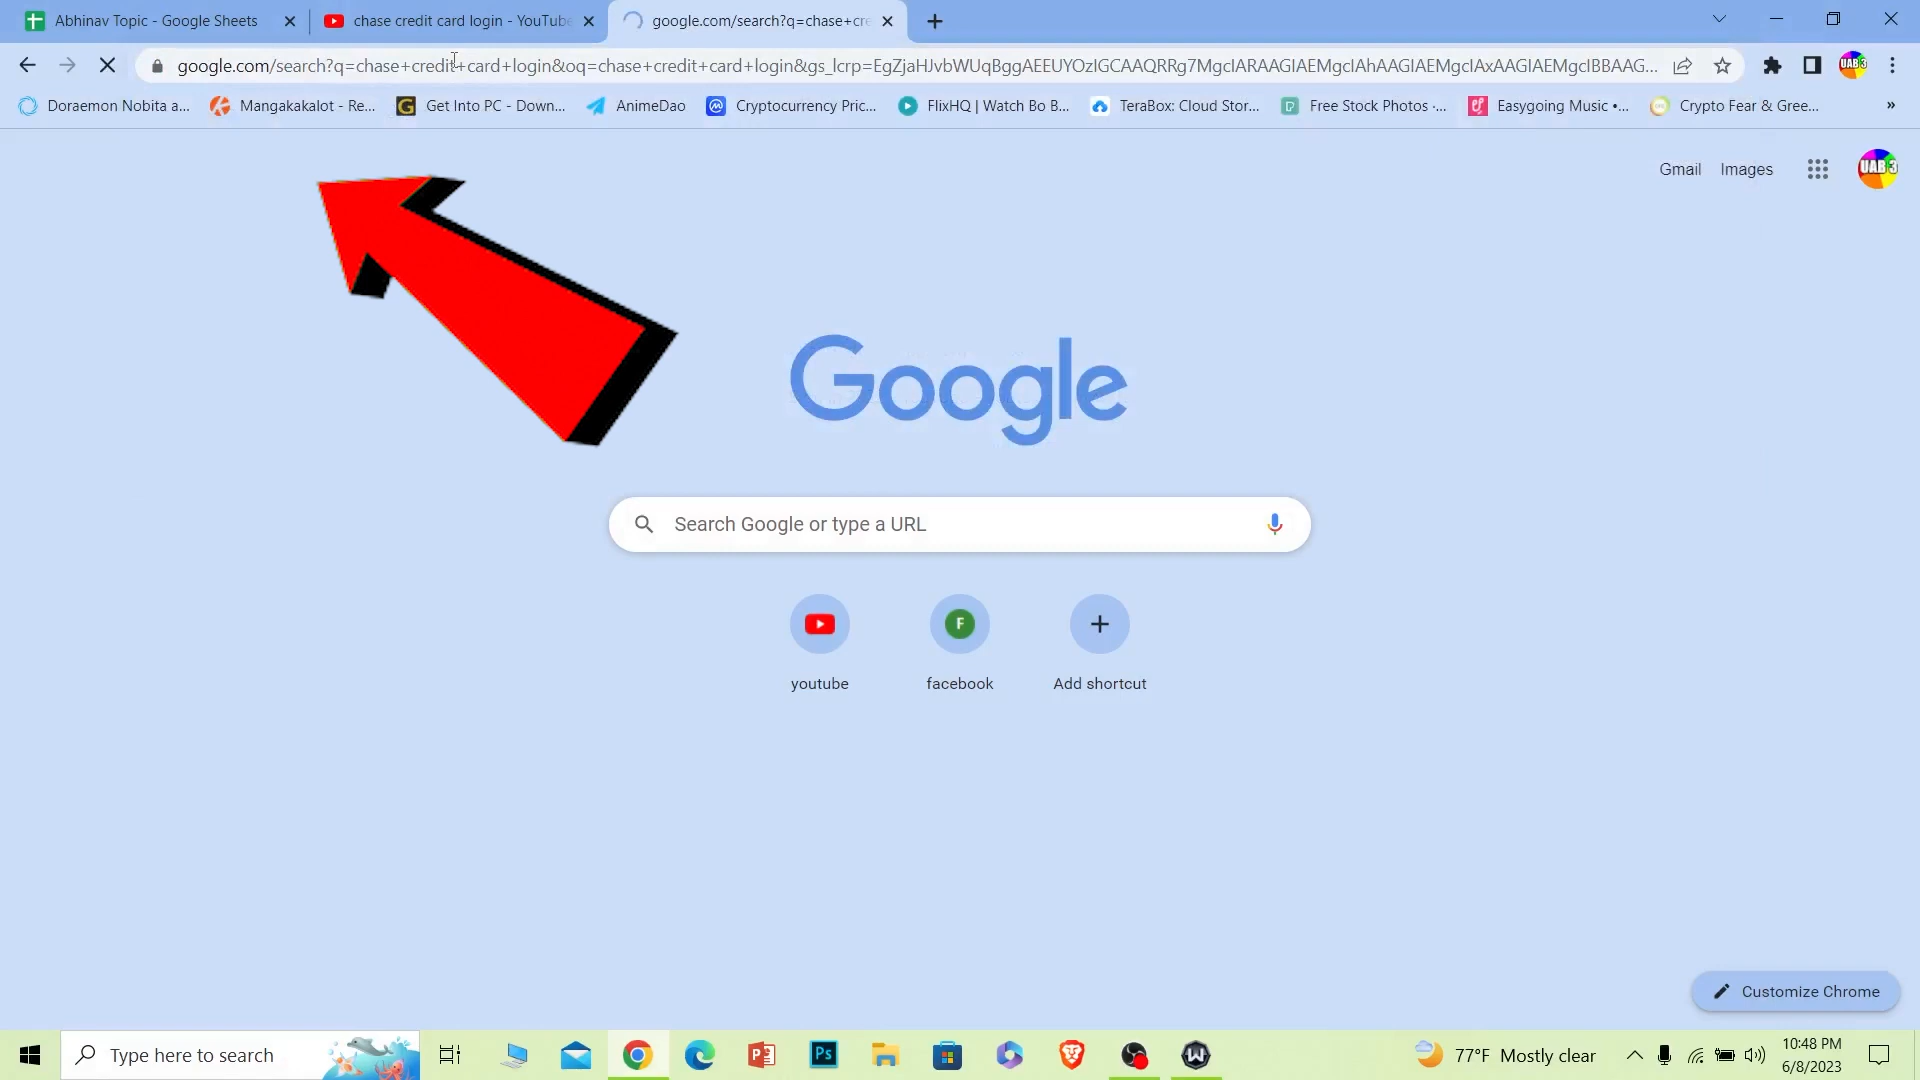 Abhinav Topic - Google Sheets
chase credit card login - YouTube
google.com/search?q=chase+cre
google.com/search?q=chase+credit+card+login&oq=chase+credit+card+login&gs_lcrp=EgZjaHJvbWUqBggAEEUYOzIGCAAQRRg7MgcIARAAGIAEMgcIAhAAGIAEMgcIAxAAGIAEMgcIBBAAG...
Doraemon Nobita a...
Mangakakalot - Re...
Get Into PC - Down...
AnimeDao
Cryptocurrency Pric...
FlixHQ | Watch Bo B...
TeraBox: Cloud Stor...
Free Stock Photos ·...
Easygoing Music •...
Crypto Fear & Gree...
»
Gmail
Images
UAB 3
Google
Search Google or type a URL
F
youtube
facebook
Add shortcut
Customize Chrome
Type here to search
Ps
77°F Mostly clear
10:48 PM
6/8/2023